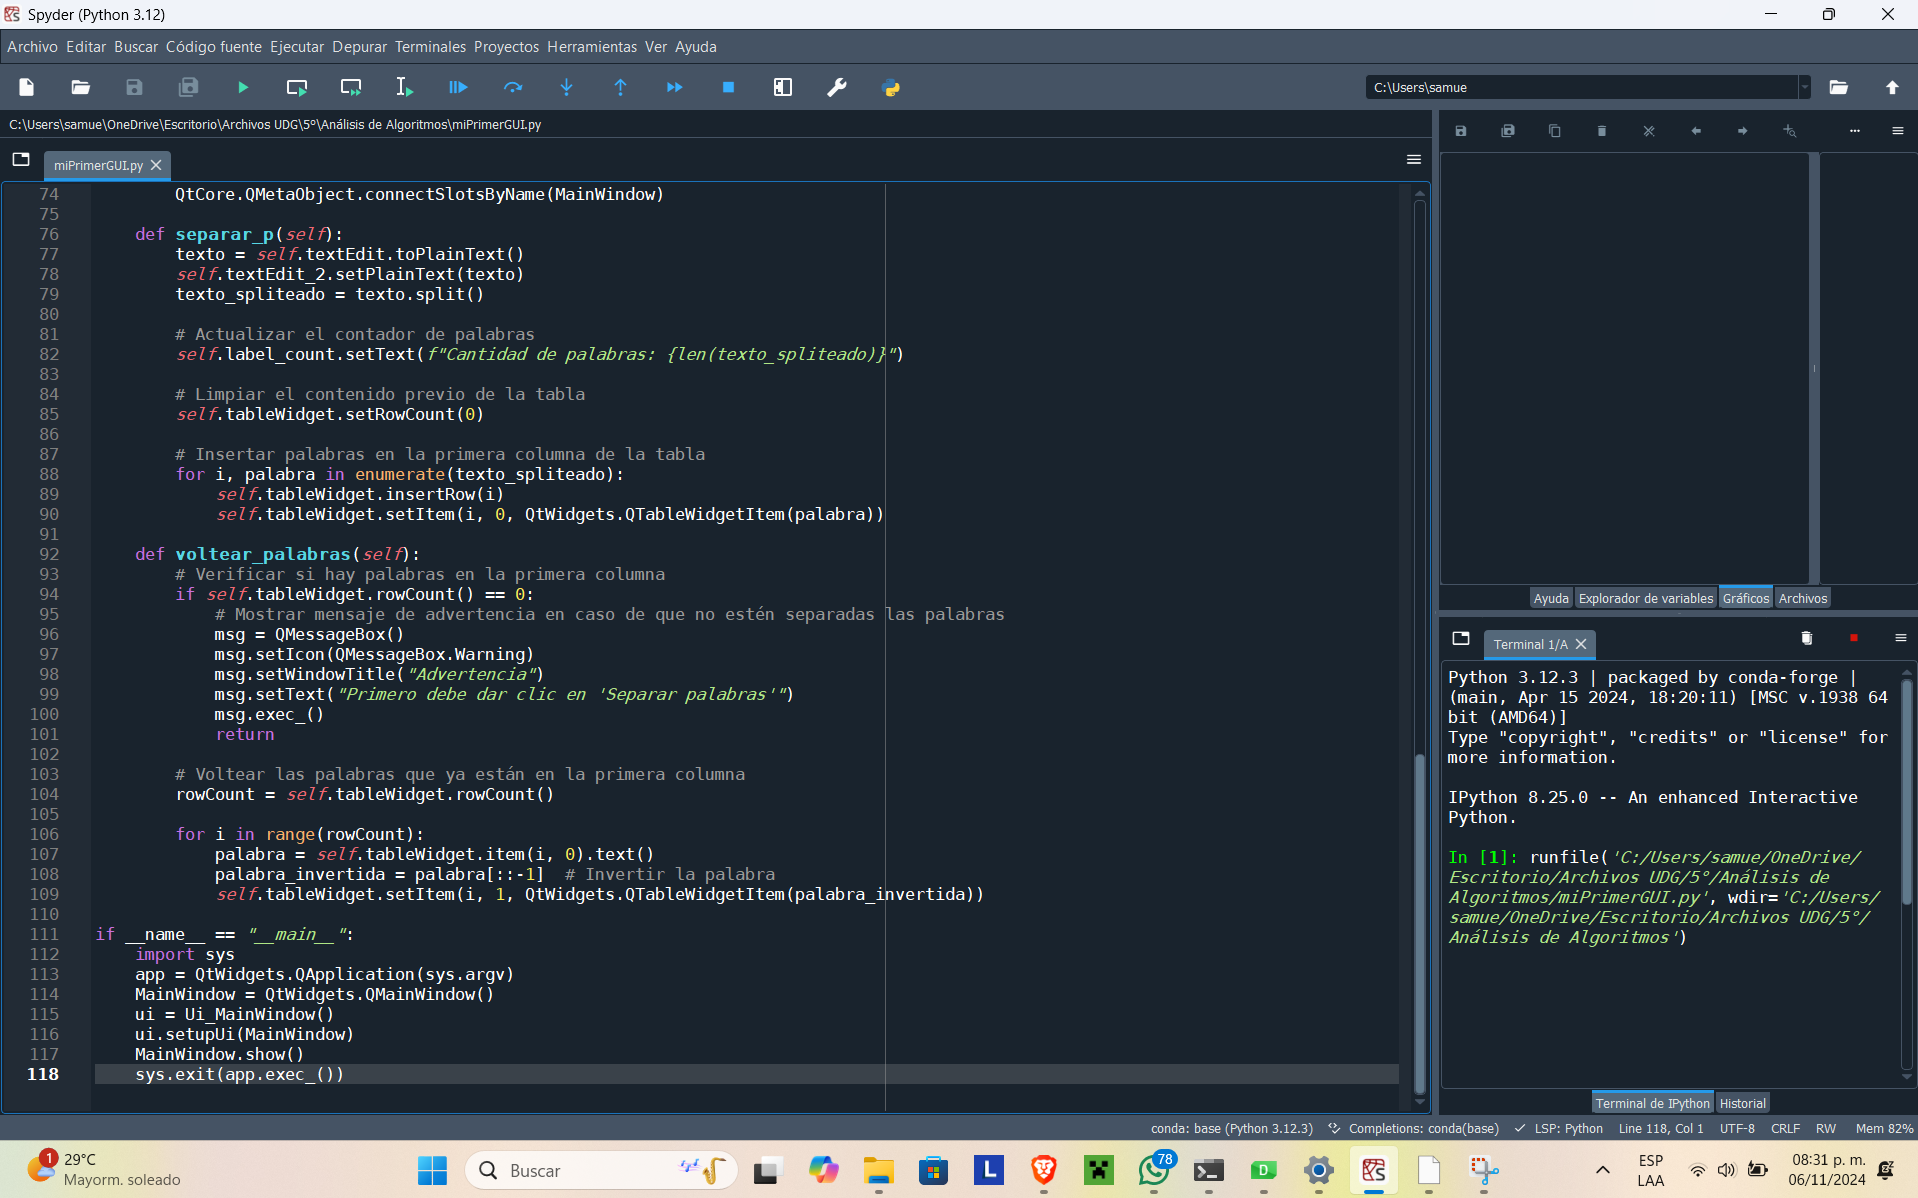 Spyder (Python 3.12)
Archivo Editar Buscar Código fuente Ejecutar Depurar Terminales Proyectos Herramientas Ver Ayuda
C:\Users\samue
C:\Users\samue\OneDrive\Escritorio\Archivos UDG\5°\Análisis de Algoritmos\miPrimerGUI.py
miPrimerGUI.py
74         QtCore.QMetaObject.connectSlotsByName(MainWindow)
75
76     def separar_p(self):
77         texto = self.textEdit.toPlainText()
78         self.textEdit_2.setPlainText(texto)
79         texto_spliteado = texto.split()
80
81         # Actualizar el contador de palabras
82         self.label_count.setText(f"Cantidad de palabras: {len(texto_spliteado)}")
83
84         # Limpiar el contenido previo de la tabla
85         self.tableWidget.setRowCount(0)
86
87         # Insertar palabras en la primera columna de la tabla
88         for i, palabra in enumerate(texto_spliteado):
89             self.tableWidget.insertRow(i)
90             self.tableWidget.setItem(i, 0, QtWidgets.QTableWidgetItem(palabra))
91
92     def voltear_palabras(self):
93         # Verificar si hay palabras en la primera columna
94         if self.tableWidget.rowCount() == 0:
95             # Mostrar mensaje de advertencia en caso de que no estén separadas las palabras
96             msg = QMessageBox()
97             msg.setIcon(QMessageBox.Warning)
98             msg.setWindowTitle("Advertencia")
99             msg.setText("Primero debe dar clic en 'Separar palabras'")
100             msg.exec_()
101             return
102
103         # Voltear las palabras que ya están en la primera columna
104         rowCount = self.tableWidget.rowCount()
105
106         for i in range(rowCount):
107             palabra = self.tableWidget.item(i, 0).text()
108             palabra_invertida = palabra[::-1]  # Invertir la palabra
109             self.tableWidget.setItem(i, 1, QtWidgets.QTableWidgetItem(palabra_invertida))
110
111 if __name__ == "__main__":
112     import sys
113     app = QtWidgets.QApplication(sys.argv)
114     MainWindow = QtWidgets.QMainWindow()
115     ui = Ui_MainWindow()
116     ui.setupUi(MainWindow)
117     MainWindow.show()
118     sys.exit(app.exec_())
Ayuda Explorador de variables Gráficos Archivos
Terminal 1/A
Python 3.12.3 | packaged by conda-forge |
(main, Apr 15 2024, 18:20:11) [MSC v.1938 64
bit (AMD64)]
Type "copyright", "credits" or "license" for
more information.
IPython 8.25.0 -- An enhanced Interactive
Python.
In [1]: runfile('C:/Users/samue/OneDrive/
Escritorio/Archivos UDG/5°/Análisis de
Algoritmos/miPrimerGUI.py', wdir='C:/Users/
samue/OneDrive/Escritorio/Archivos UDG/5°/
Análisis de Algoritmos')
Terminal de IPython Historial
conda: base (Python 3.12.3) Completions: conda(base) LSP: Python Line 118, Col 1 UTF-8 CRLF RW Mem 82%
1
29°C
Mayorm. soleado
Buscar
L
78
D
ESP
LAA
08:31 p. m.
06/11/2024